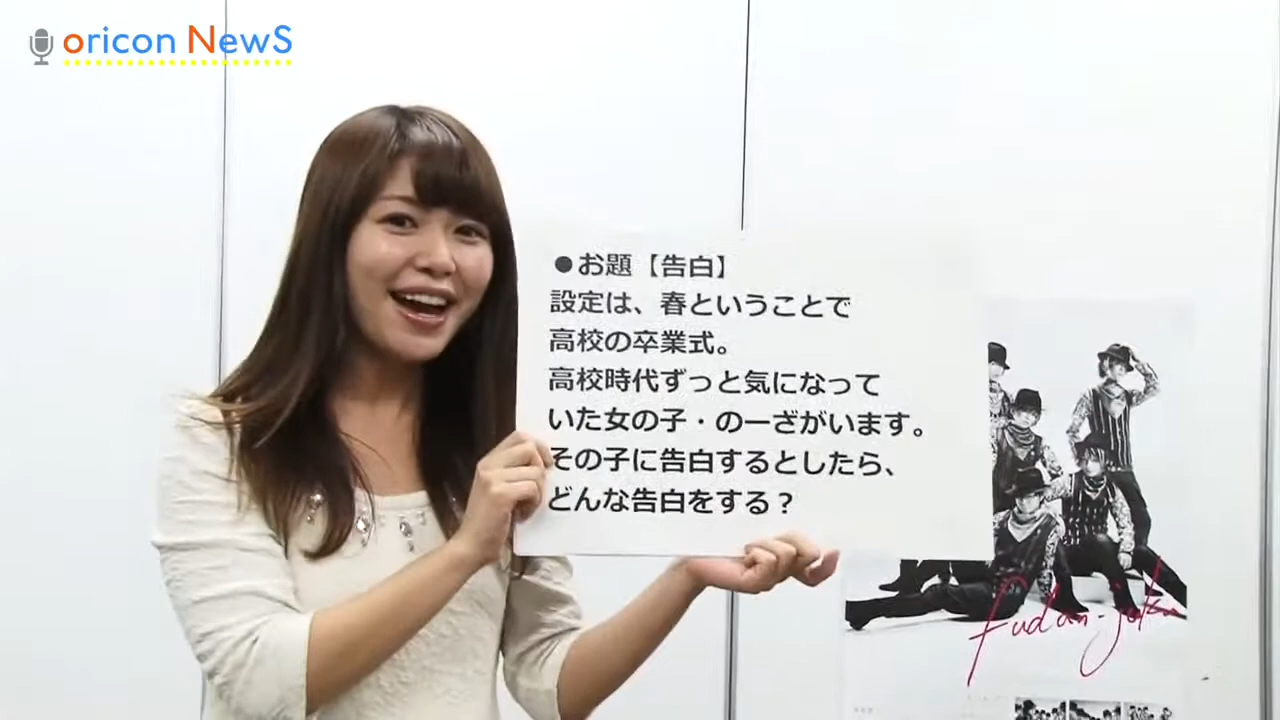 oricon NewS
●お題【告白】
設定は、春ということで
高校の卒業式。
高校時代ずっと気になって
いた女の子・のーざがいます。
その子に告白するとしたら、
どんな告白をする？
Fudan-juku